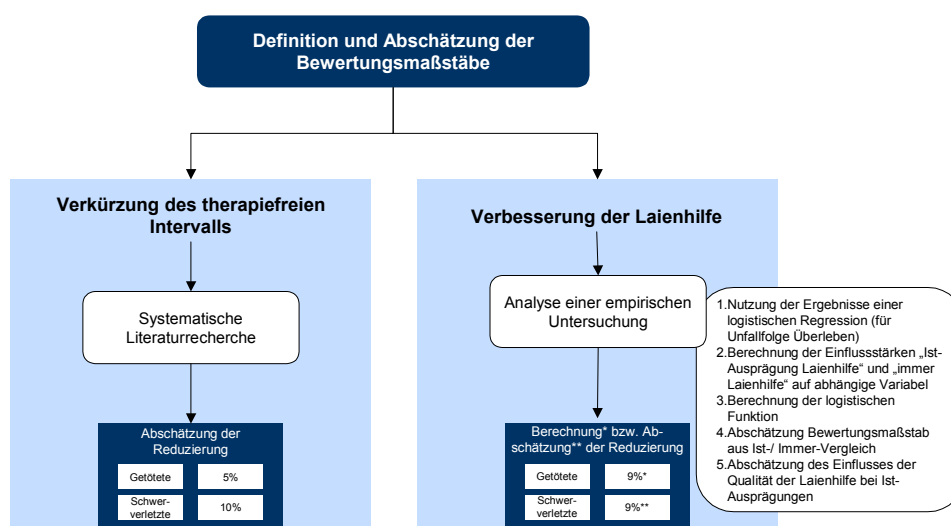 Definition und Abschätzung der
Bewertungsmaßstäbe
Verkürzung des therapiefreien
Intervalls
Systematische
Literaturrecherche
Abschätzung der
Reduzierung
Getötete 5%
Schwer-
verletzte 10%
Verbesserung der Laienhilfe
Analyse einer empirischen
Untersuchung
1.Nutzung der Ergebnisse einer
logistischen Regression (für
Unfallfolge Überleben)
2.Berechnung der Einflussstärken „Ist-
Ausprägung Laienhilfe“ und „immer
Laienhilfe“ auf abhängige Variabel
3.Berechnung der logistischen
Funktion
4.Abschätzung Bewertungsmaßstab
aus Ist-/ Immer-Vergleich
5.Abschätzung des Einflusses der
Qualität der Laienhilfe bei Ist-
Ausprägungen
Berechnung* bzw. Ab-
schätzung** der Reduzierung
Getötete 9%*
Schwer-
verletzte 9%**